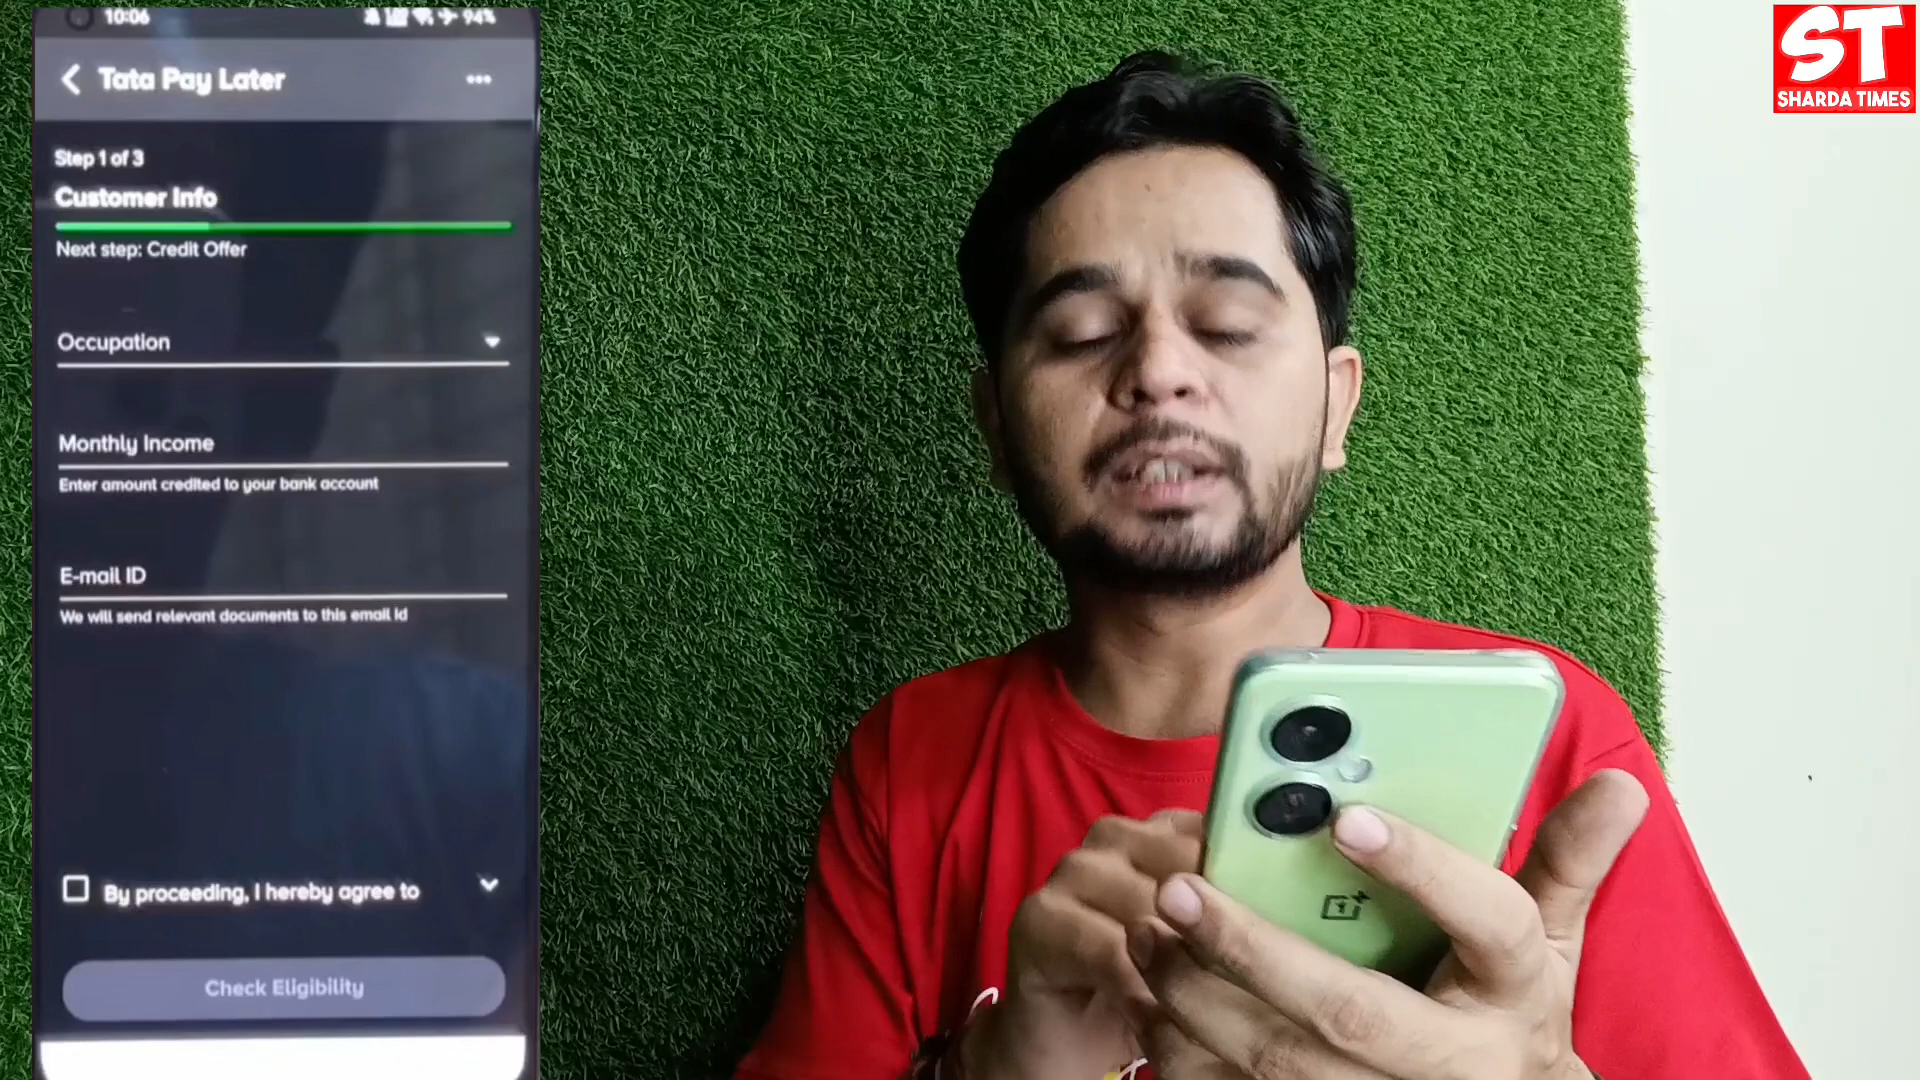 10:06
94%
Tata Pay Later
Step 1 of 3
Customer Info
Next step: Credit Offer
Occupation
Monthly Income
Enter amount credited to your bank account
E-mail ID
We will send relevant documents to this email id
By proceeding, I hereby agree to
Check Eligibility
ST
SHARDA TIMES